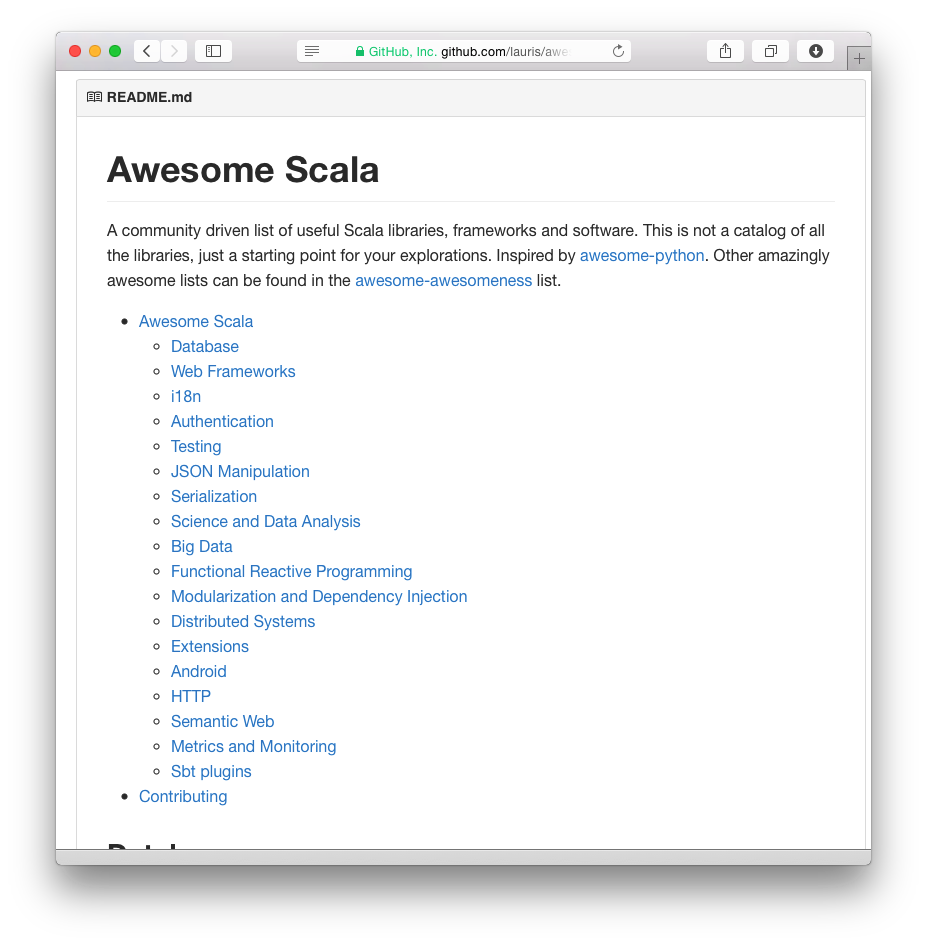 GitHub, Inc. github.com/lauris/awe
README.md
Awesome Scala
A community driven list of useful Scala libraries, frameworks and software. This is not a catalog of all
the libraries, just a starting point for your explorations. Inspired by awesome-python. Other amazingly
awesome lists can be found in the awesome-awesomeness list.
Awesome Scala
Database
Web Frameworks
i18n
Authentication
Testing
JSON Manipulation
Serialization
Science and Data Analysis
Big Data
Functional Reactive Programming
Modularization and Dependency Injection
Distributed Systems
Extensions
Android
HTTP
Semantic Web
Metrics and Monitoring
Sbt plugins
Contributing